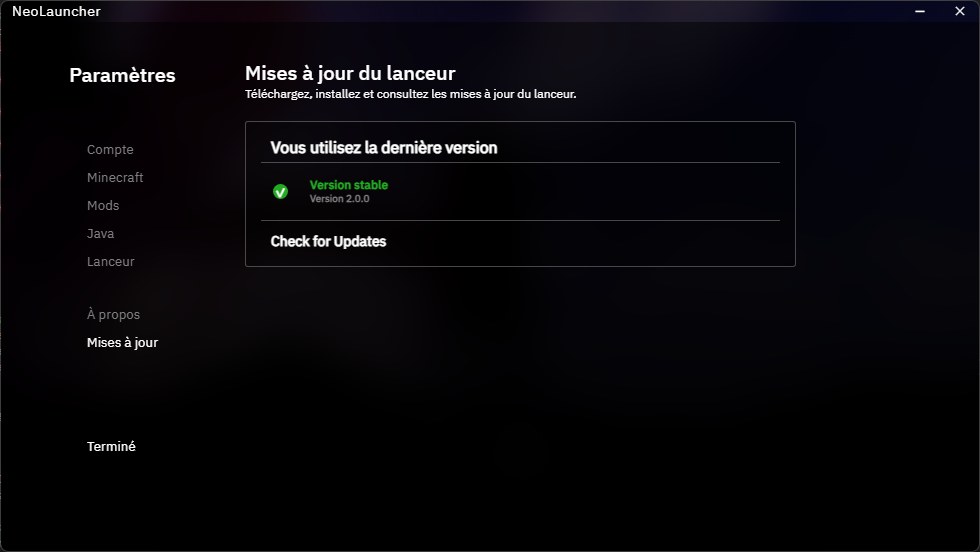 NeoLauncher
Paramètres
Compte
Minecraft
Mods
Java
Lanceur
À propos
Mises à jour
Terminé
Mises à jour du lanceur
Téléchargez, installez et consultez les mises à jour du lanceur.
Vous utilisez la dernière version
Version stable
Version 2.0.0
Check for Updates